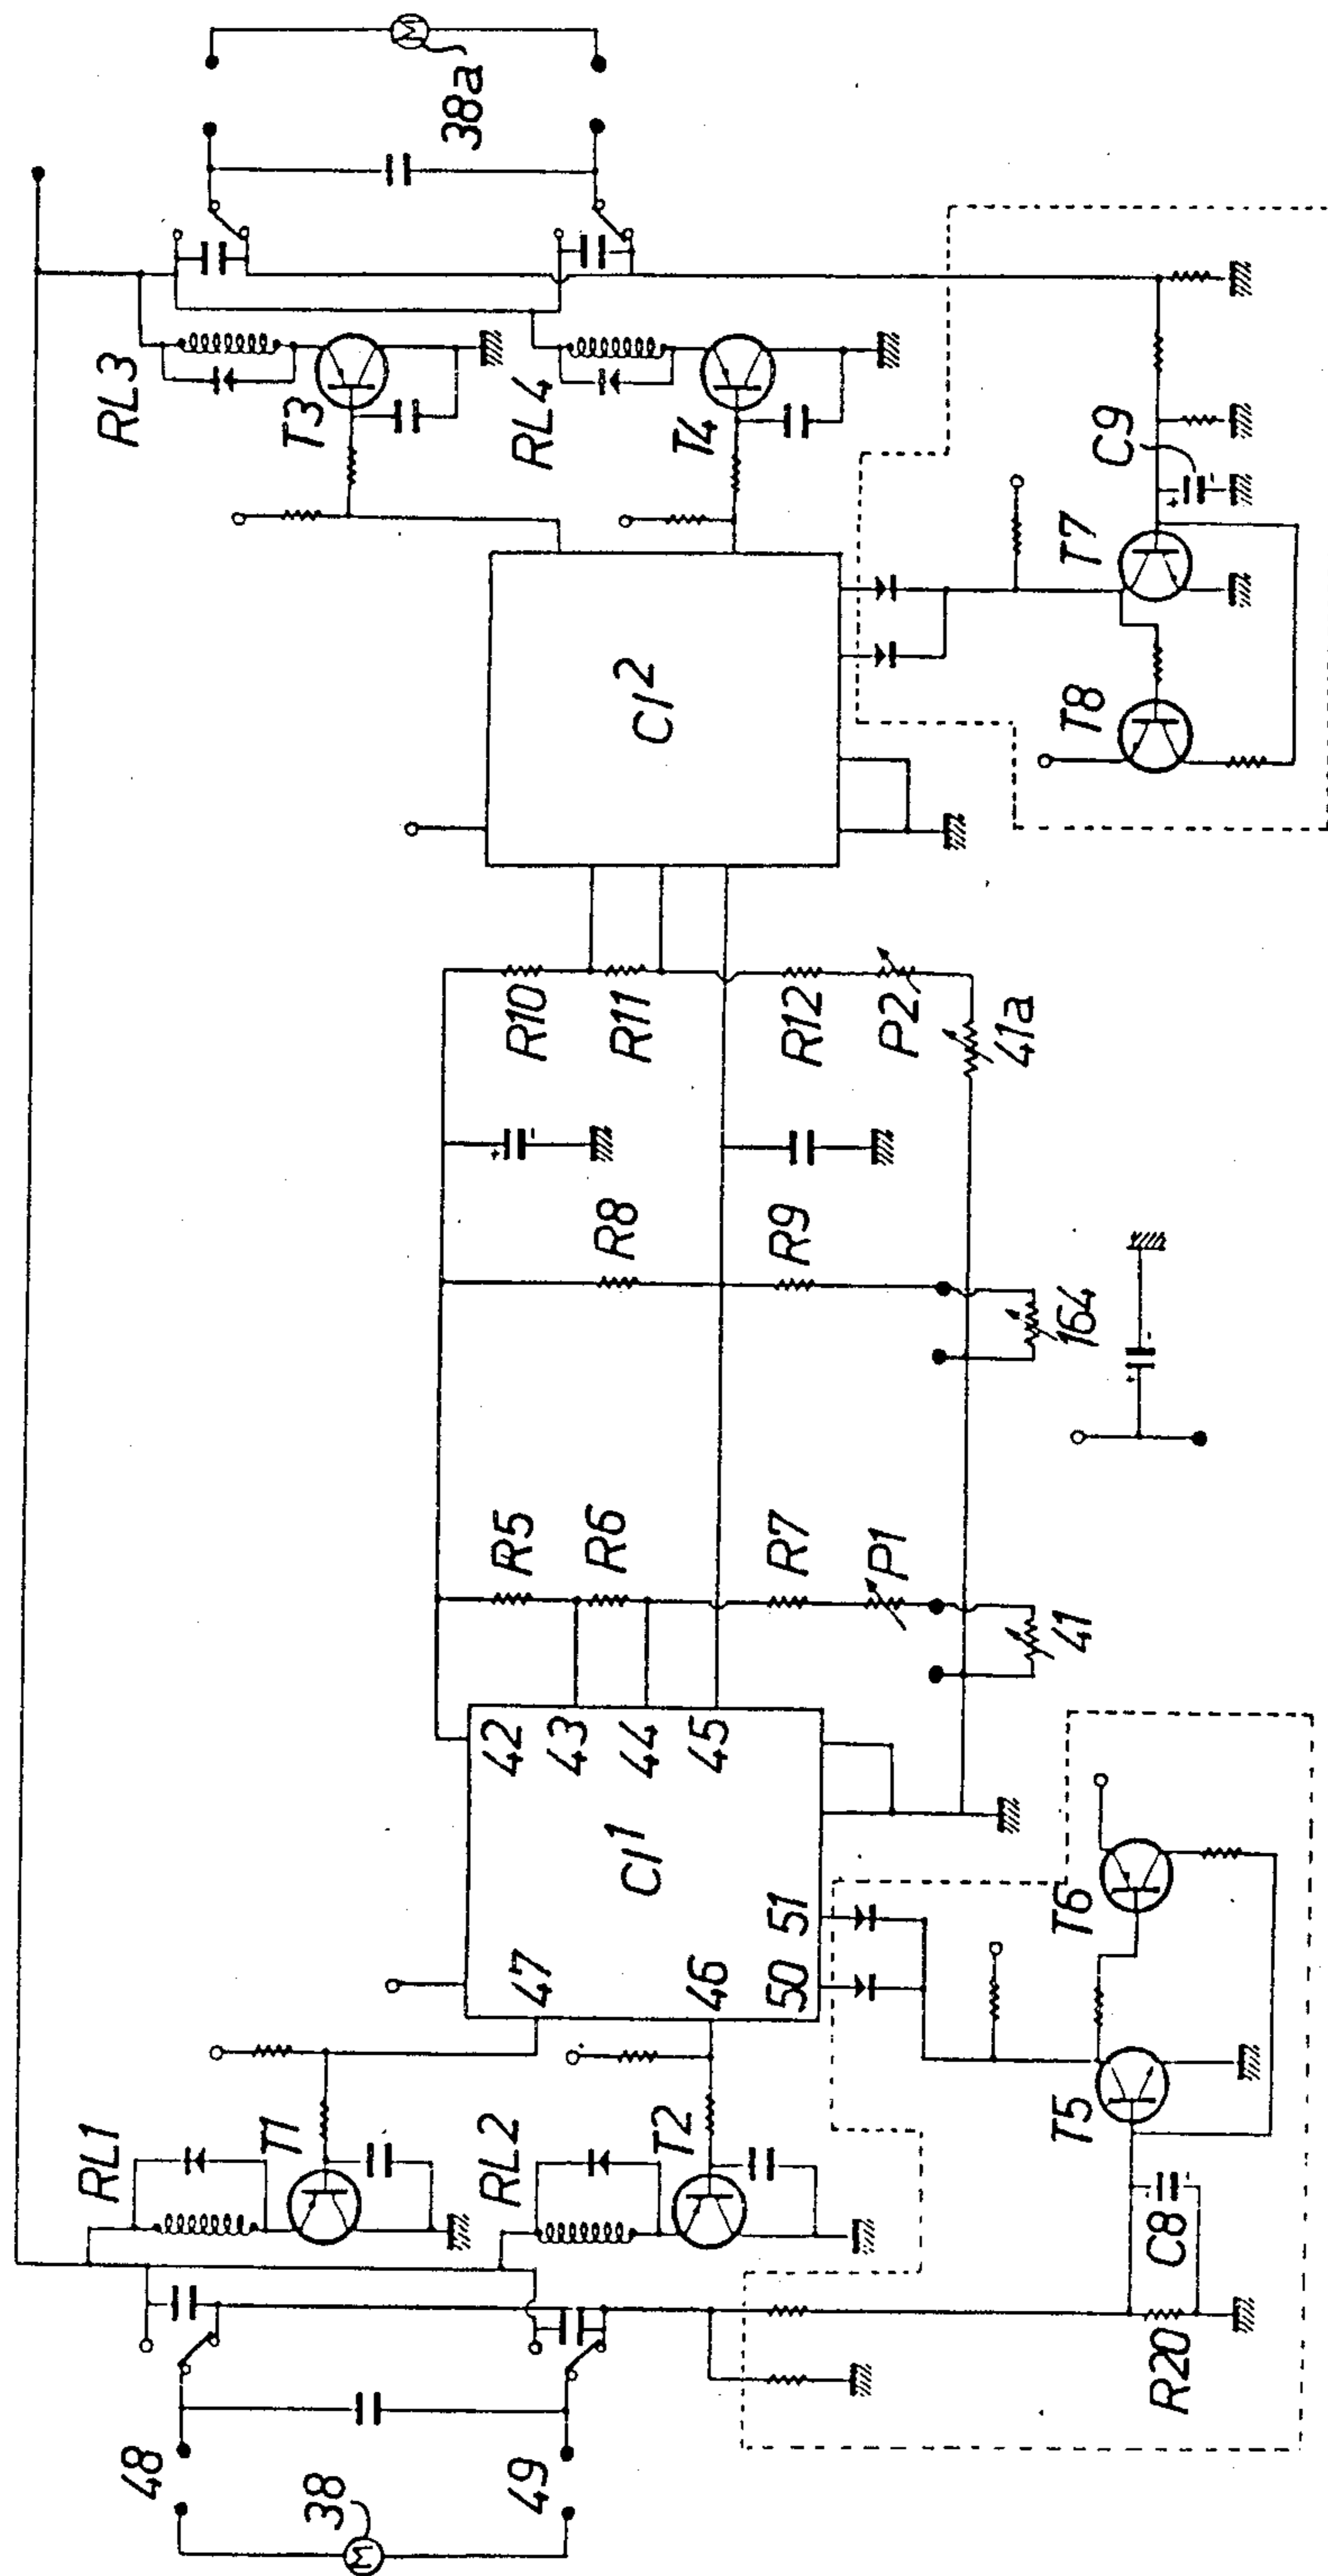 48
38
49
RL1
T1
RL2
T2
47
46
50
51
CI1
42
43
44
45
R5
R6
R7
P1
41
R8
R9
164
R10
R11
R12
P2
41a
CI2
RL3
T3
RL4
T4
38a
M
M
R20
C8
T5
T6
T8
T7
C9